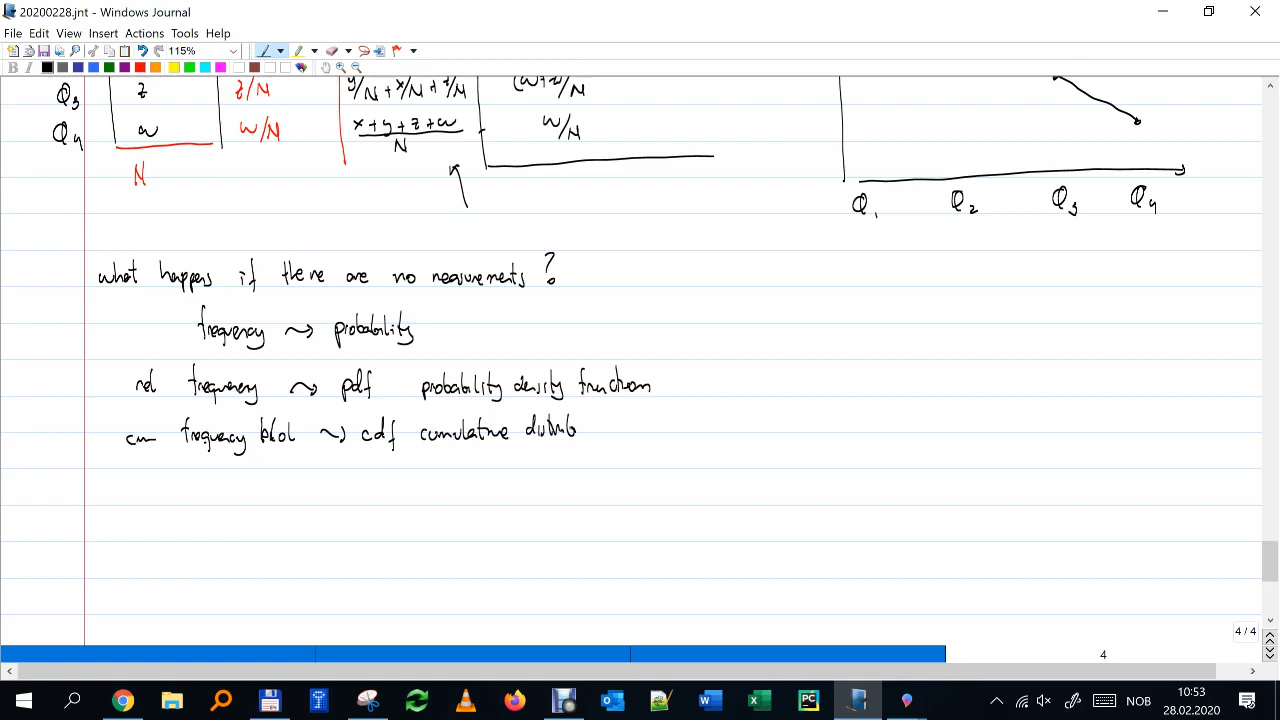 20200228.jnt - Windows Journal
File Edit View Insert Actions Tools Help
115%
B I
Q3 z z/N y/N + x/N + z/N (w+z)/N
Q4 w w/N x+y+z+w w/N
N
N
Q1 Q2 Q3 Q4
what happens if there are no measurements?
frequency ⤳ probability
rel frequency ⤳ pdf probability density function
cum frequency plot ⤳ cdf cumulative distrib
4 / 4
4
NOB
10:53
28.02.2020